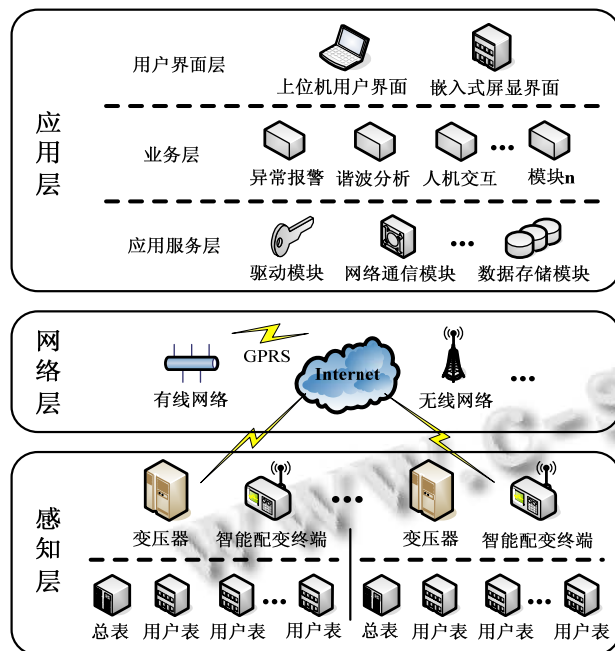 应用层
用户界面层
上位机用户界面 嵌入式屏显界面
业务层
异常报警 谐波分析 人机交互 ... 模块n
应用服务层
驱动模块 网络通信模块 ... 数据存储模块
网络层
有线网络 GPRS Internet 无线网络 ...
感知层
变压器 智能配变终端 ... 变压器 智能配变终端
总表 用户表 用户表 ... 用户表 总表 用户表 用户表 ... 用户表
www.c-s